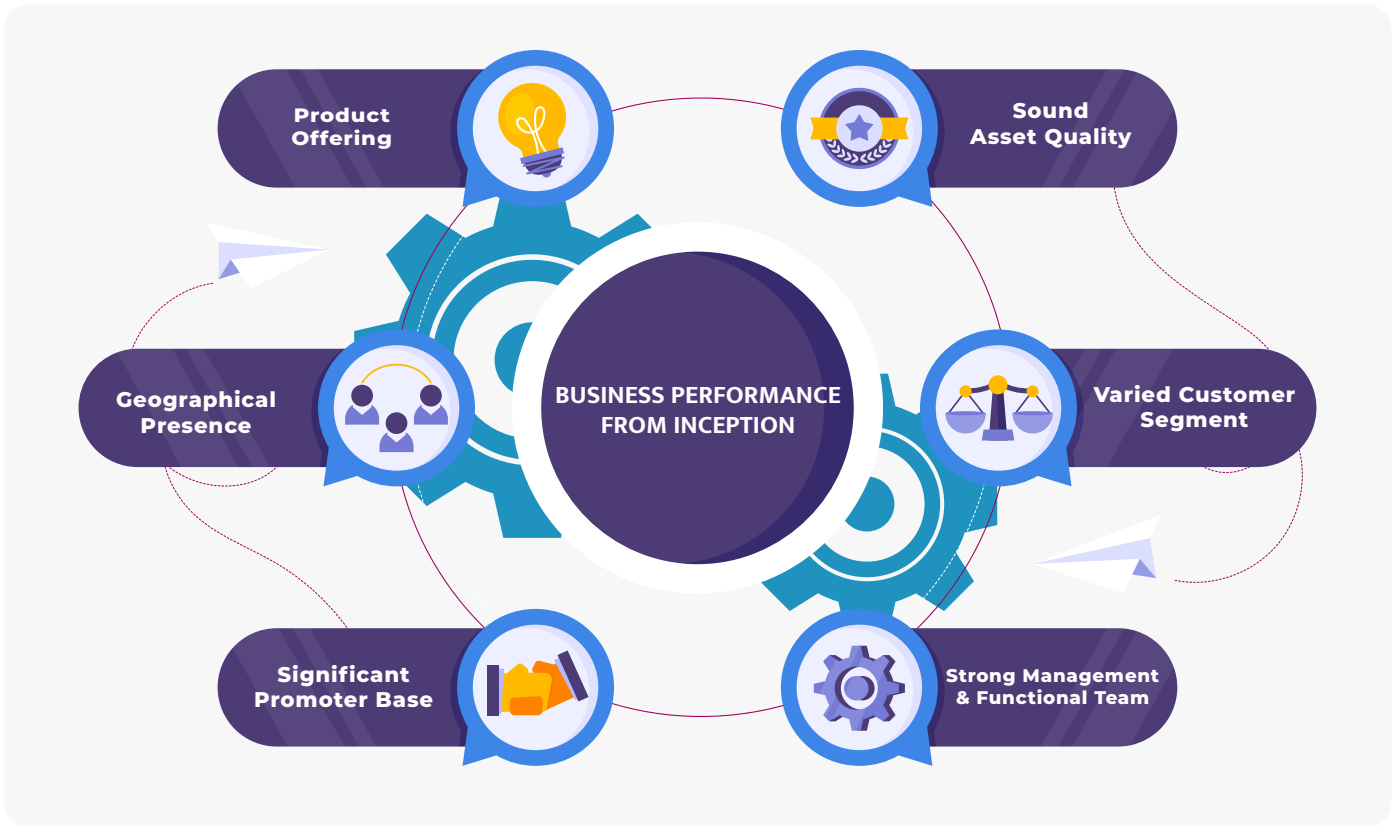 Product
Offering
Sound
Asset Quality
Geographical
Presence
BUSINESS PERFORMANCE
FROM INCEPTION
Varied Customer
Segment
Significant
Promoter Base
Strong Management
& Functional Team